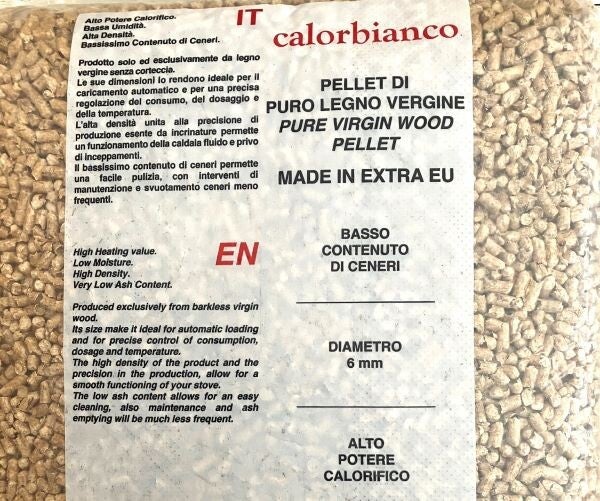 Alto Potere Calorifico.
Bassa Umidità.
Alta Densità.
Bassissimo Contenuto di Ceneri.
IT
Prodotto solo ed esclusivamente da legno
vergine senza corteccia.
Le sue dimensioni lo rendono ideale per il
caricamento automatico e per una precisa
regolazione del consumo, del dosaggio e
della temperatura.
L'alta densità unita alla precisione di
produzione esente da incrinature permette
un funzionamento della caldaia fluido e privo
di inceppamenti.
Il bassissimo contenuto di ceneri permette
una facile pulizia, con interventi di
manutenzione e svuotamento ceneri meno
frequenti.
High Heating value.
Low Moisture.
High Density.
Very Low Ash Content.
EN
Produced exclusively from barkless virgin
wood.
Its size make it ideal for automatic loading
and for precise control of consumption,
dosage and temperature.
The high density of the product and the
precision in the production, allow for a
smooth functioning of your stove.
The low ash content allows for an easy
cleaning, also maintenance and ash
emptying will be much less frequent.
calorbianco
PELLET DI
PURO LEGNO VERGINE
PURE VIRGIN WOOD
PELLET
MADE IN EXTRA EU
BASSO
CONTENUTO
DI CENERI
DIAMETRO
6 mm
ALTO
POTERE
CALORIFICO